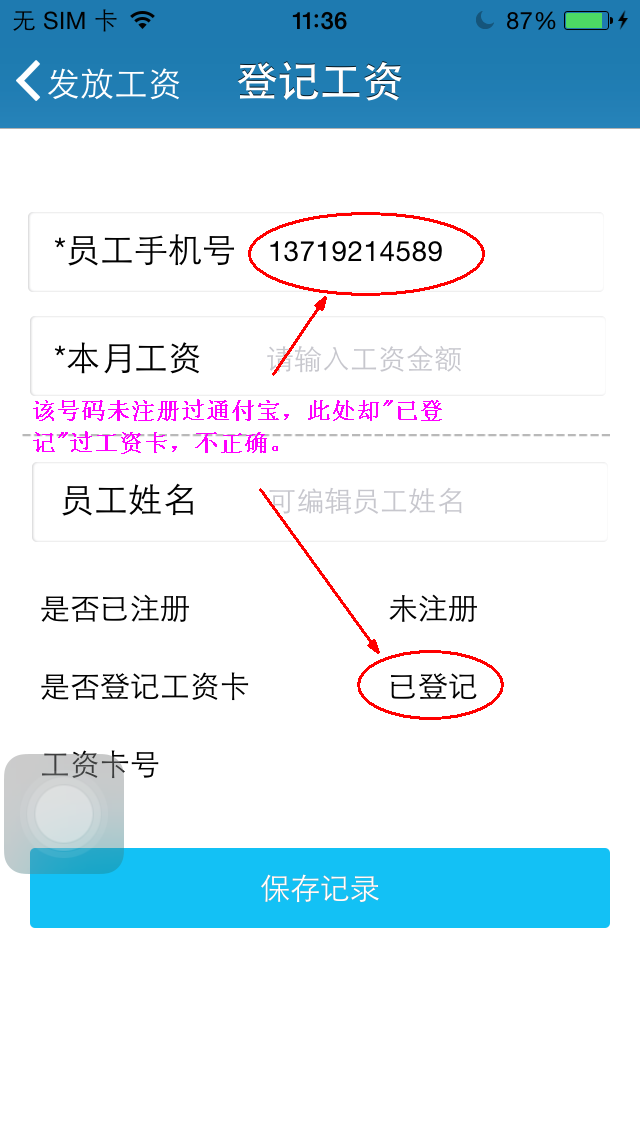 无 SIM 卡 11:36 87%
发放工资 登记工资
*员工手机号 13719214589
*本月工资 请输入工资金额
该号码未注册过通付宝，此处却"已登
记"过工资卡，不正确。
员工姓名 可编辑员工姓名
是否已注册 未注册
是否登记工资卡 已登记
工资卡号
保存记录